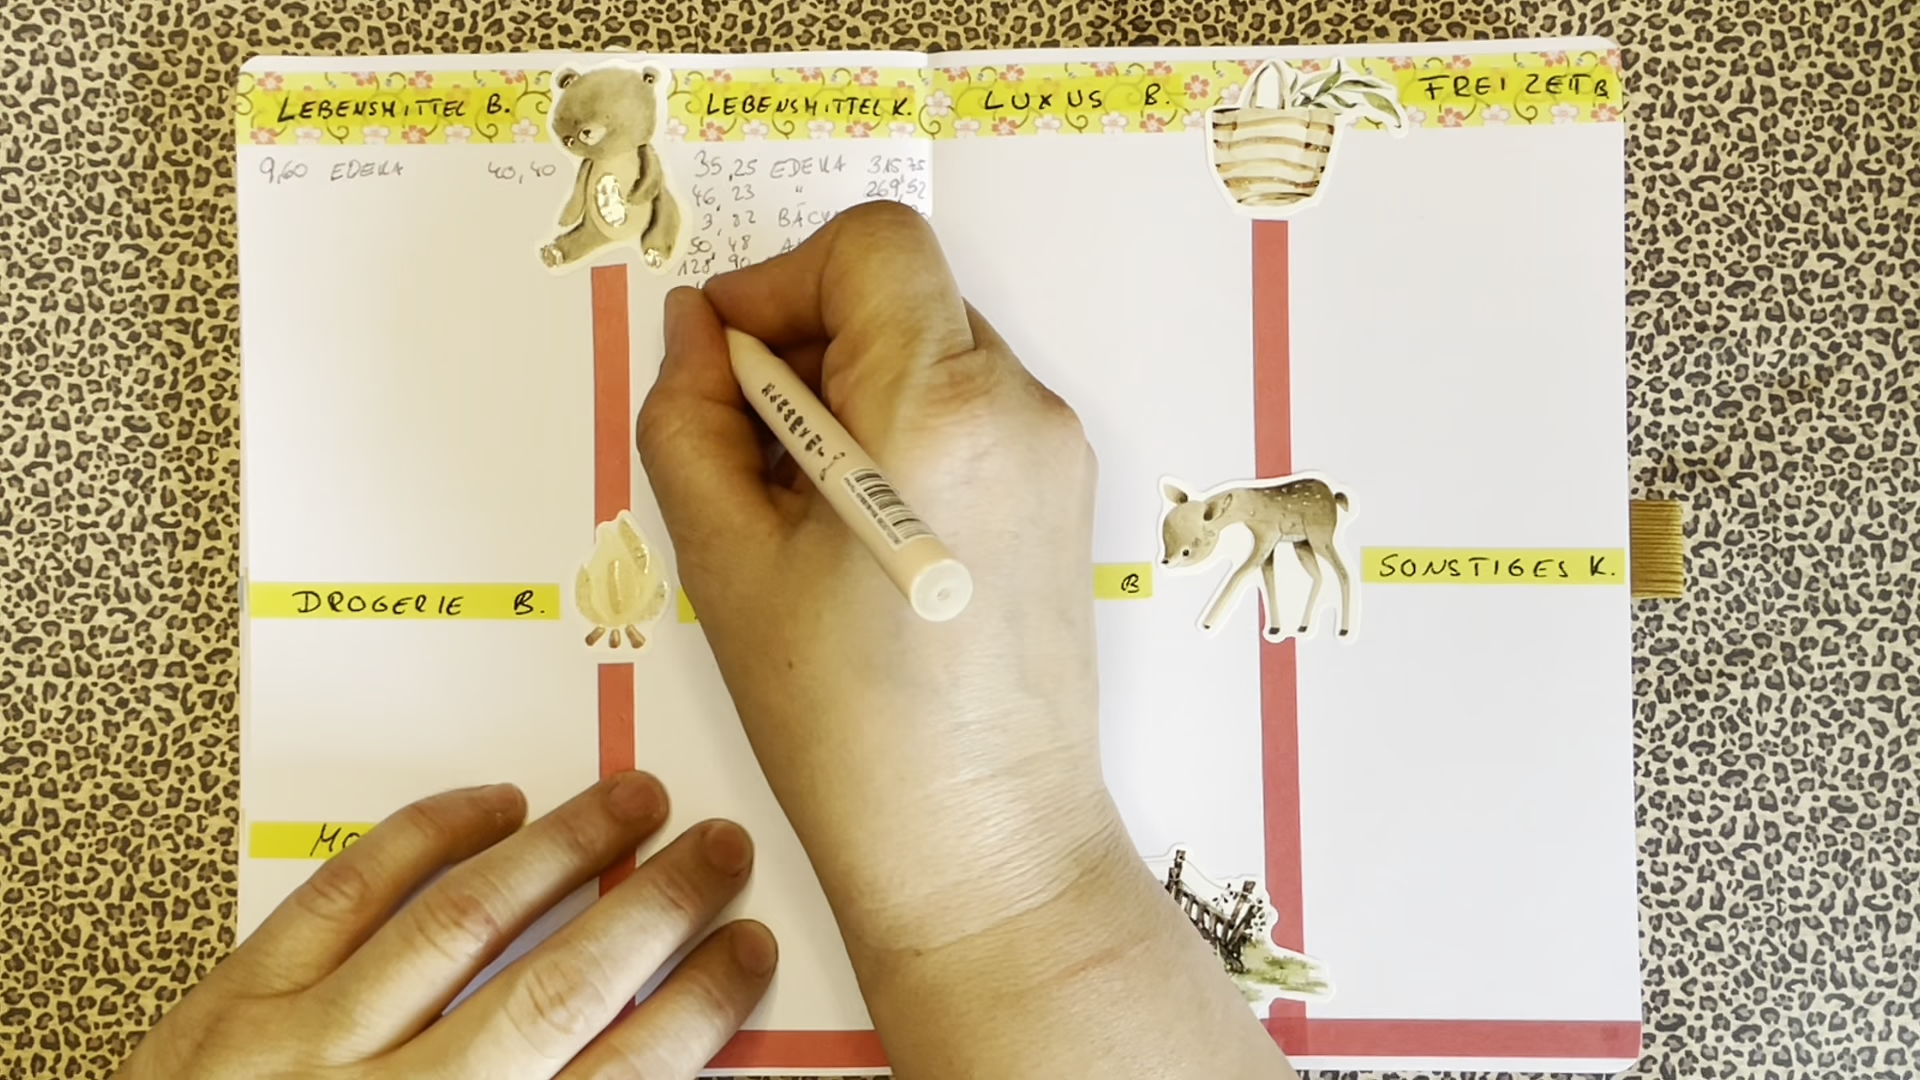 LEBENSMITTEL B.
LEBENSMITTEL K.
LUXUS B.
FREIZEIT B
9,60 EDEKA 40,40
35,25 EDEKA 315,75
46,23 " 269,52
3,82
50,48
128,90
DROGERIE B.
B
SONSTIGES K.